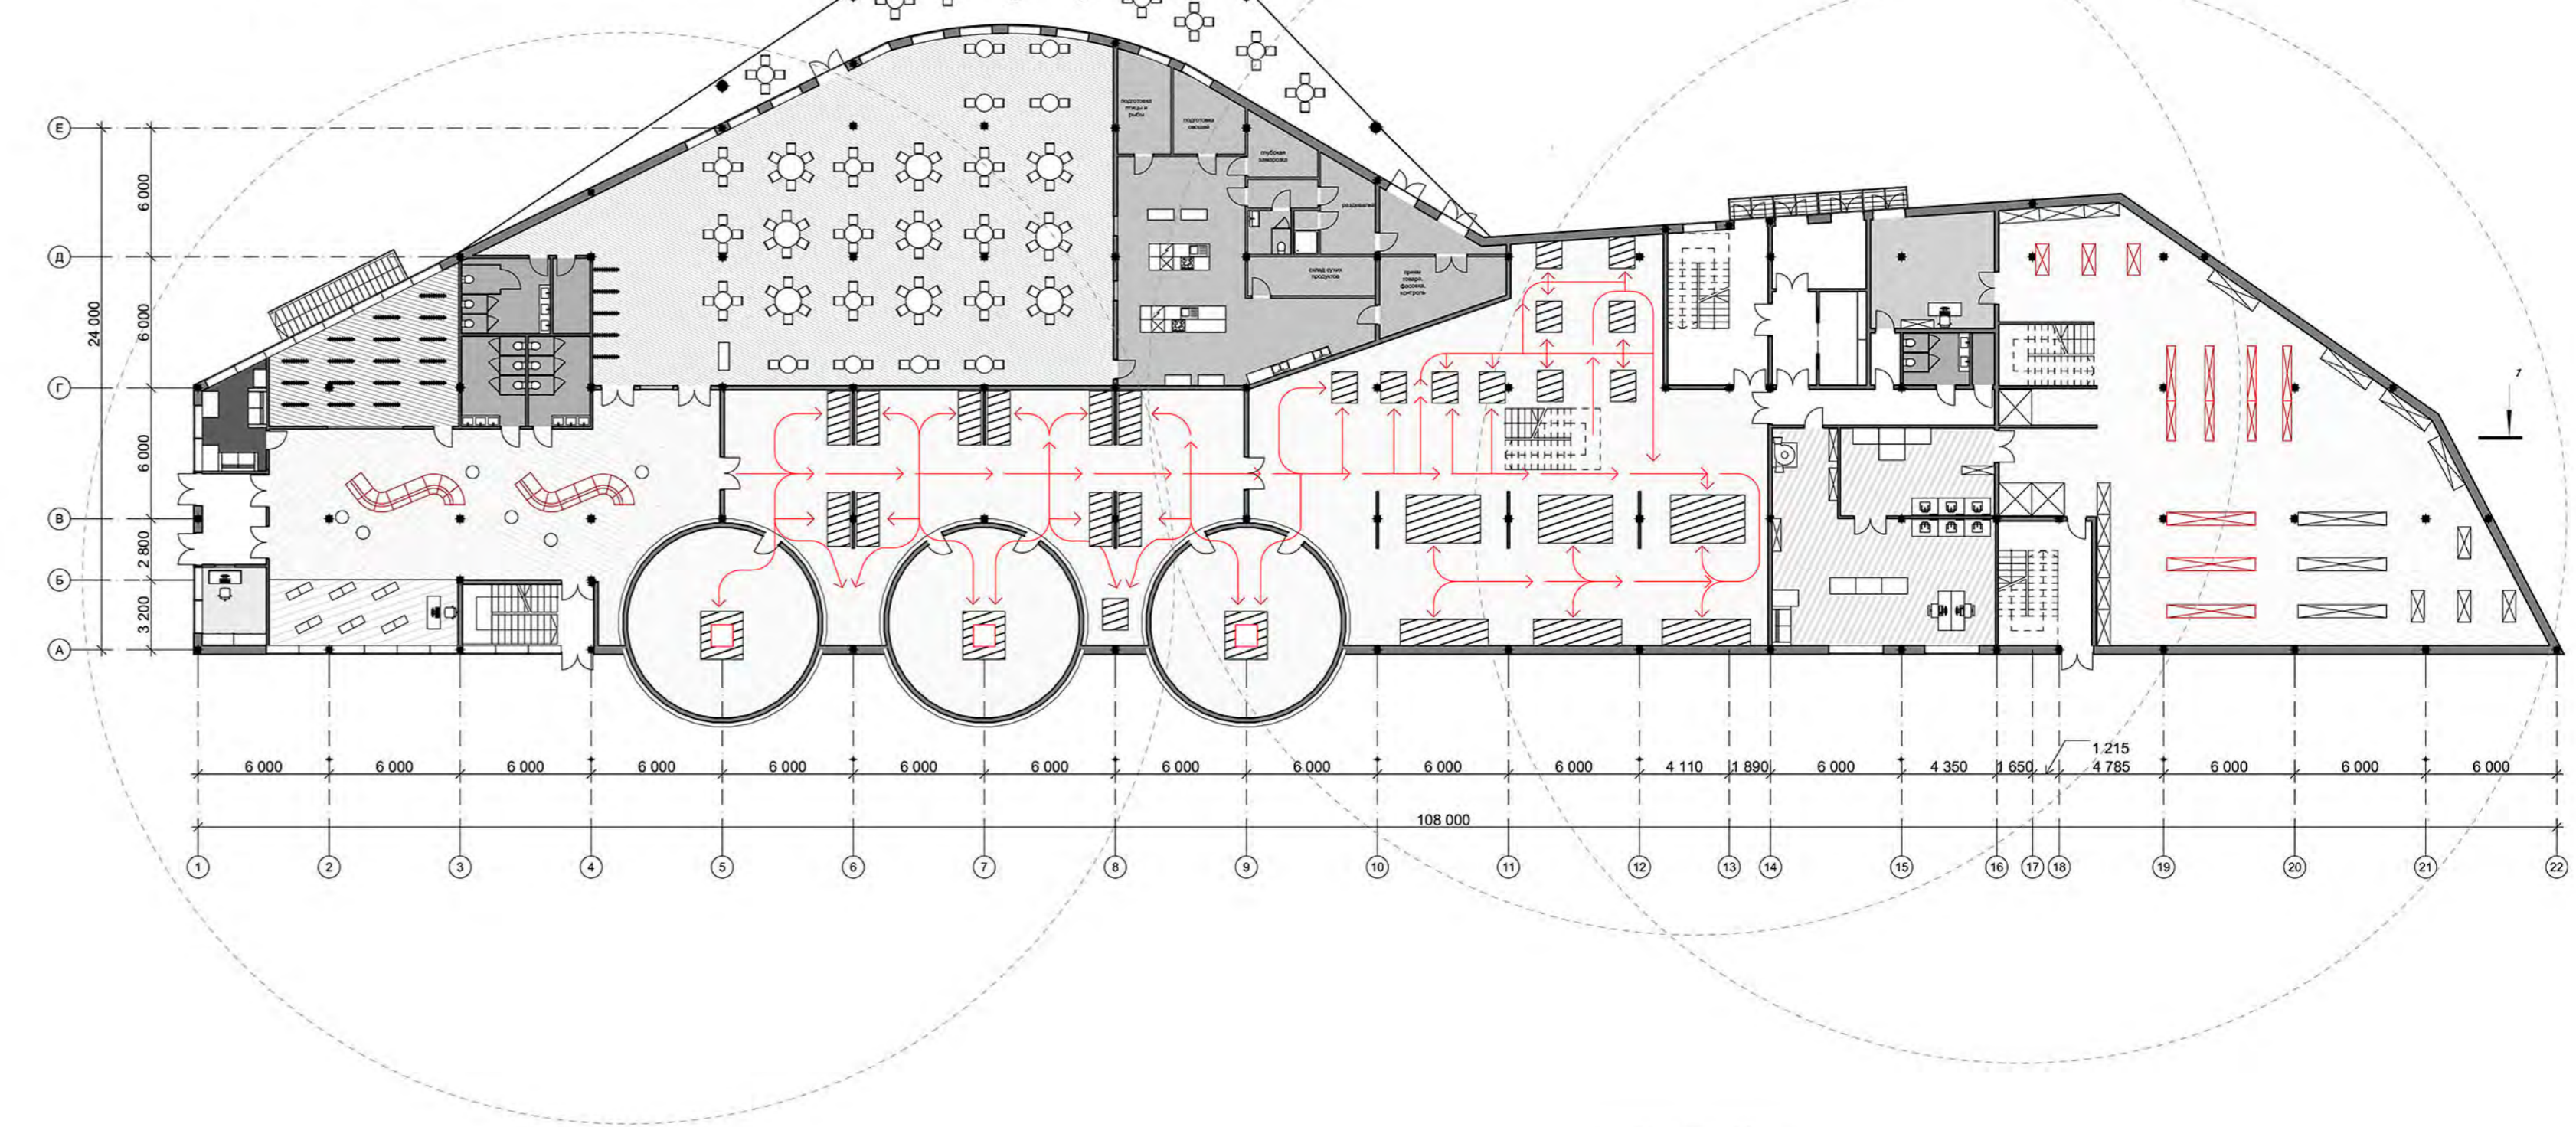 подготовка
птицы и
рыбы
подготовка
овощей
глубокая
заморозка
раздевалка
склад сухих
продуктов
прием
товара,
фасовка,
контроль
Е
Д
Г
В
Б
А
6 000
6 000
6 000
2 800
3 200
24 000
1
1 215
6 000
6 000
6 000
6 000
6 000
6 000
6 000
6 000
6 000
6 000
6 000
4 110
1 890
6 000
4 350
1 650
4 785
6 000
6 000
6 000
108 000
1
2
3
4
5
6
7
8
9
10
11
12
13
14
15
16
17
18
19
20
21
22